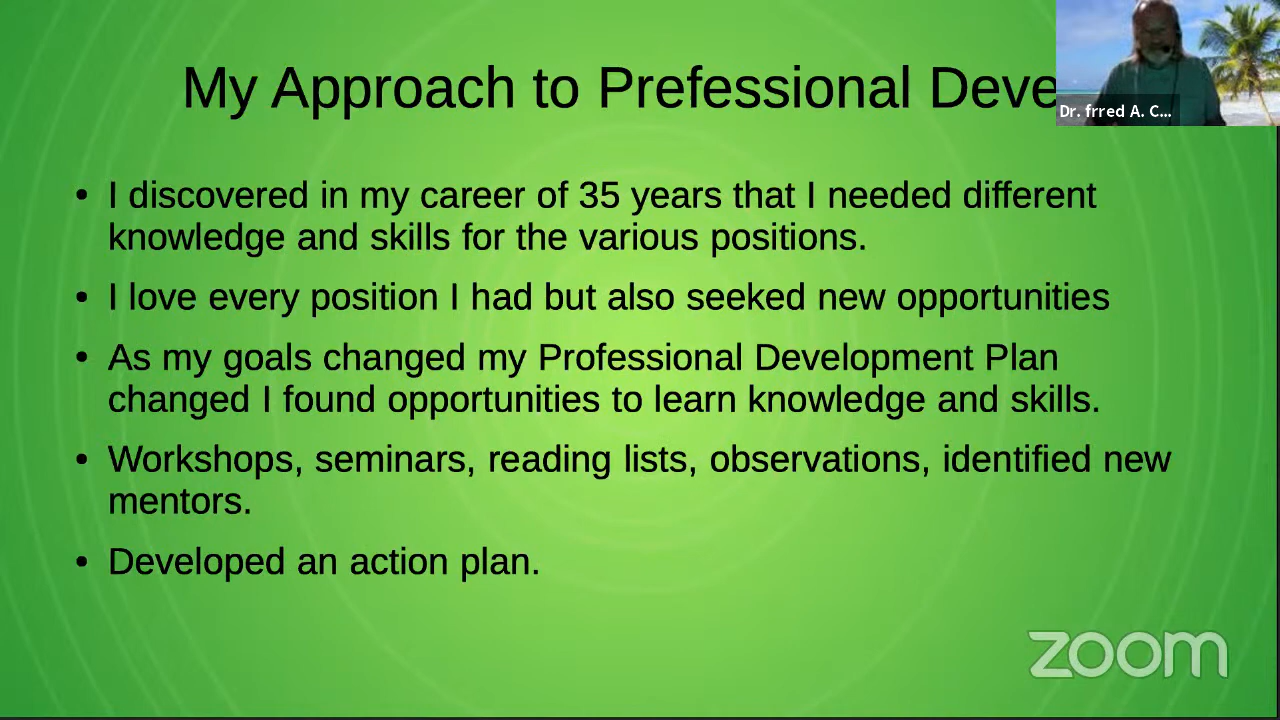 My Approach to Prefessional Deve
Dr. frred A. C...
• I discovered in my career of 35 years that I needed different
knowledge and skills for the various positions.
• I love every position I had but also seeked new opportunities
• As my goals changed my Professional Development Plan
changed I found opportunities to learn knowledge and skills.
• Workshops, seminars, reading lists, observations, identified new
mentors.
• Developed an action plan.
zoom